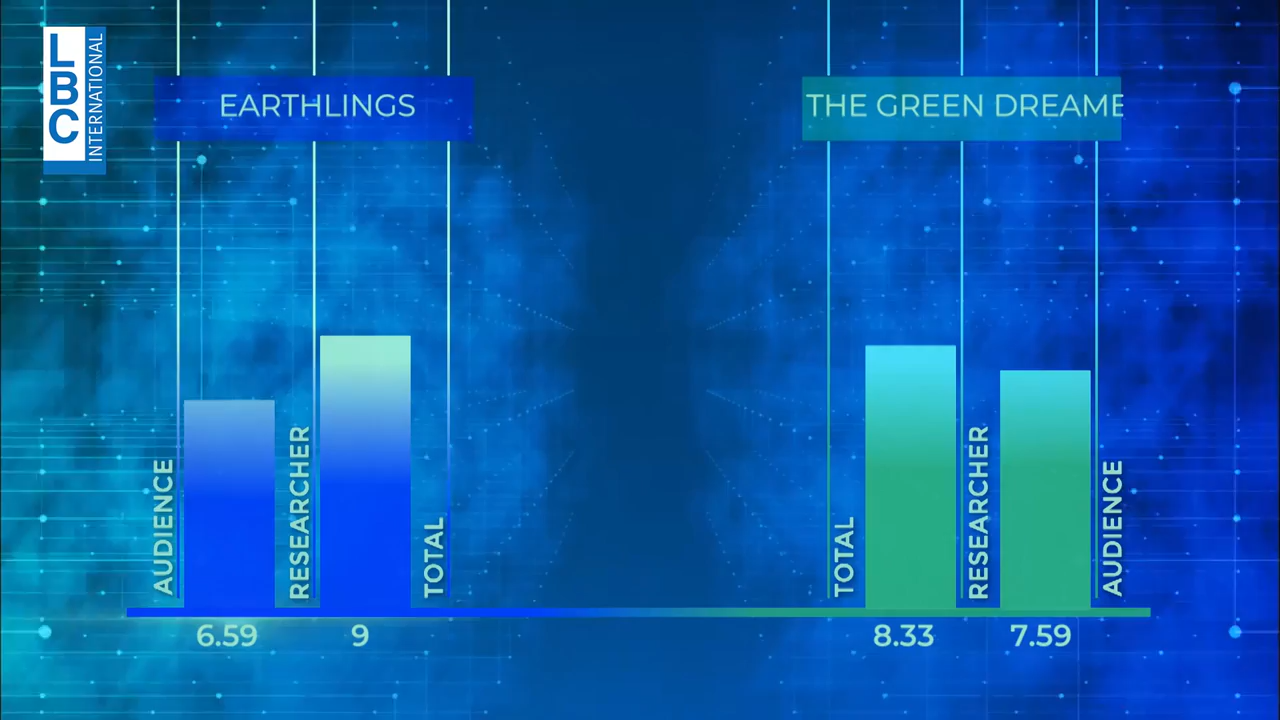 LBC
INTERNATIONAL
EARTHLINGS
THE GREEN DREAME
AUDIENCE
RESEARCHER
TOTAL
TOTAL
RESEARCHER
AUDIENCE
6.59
9
8.33
7.59